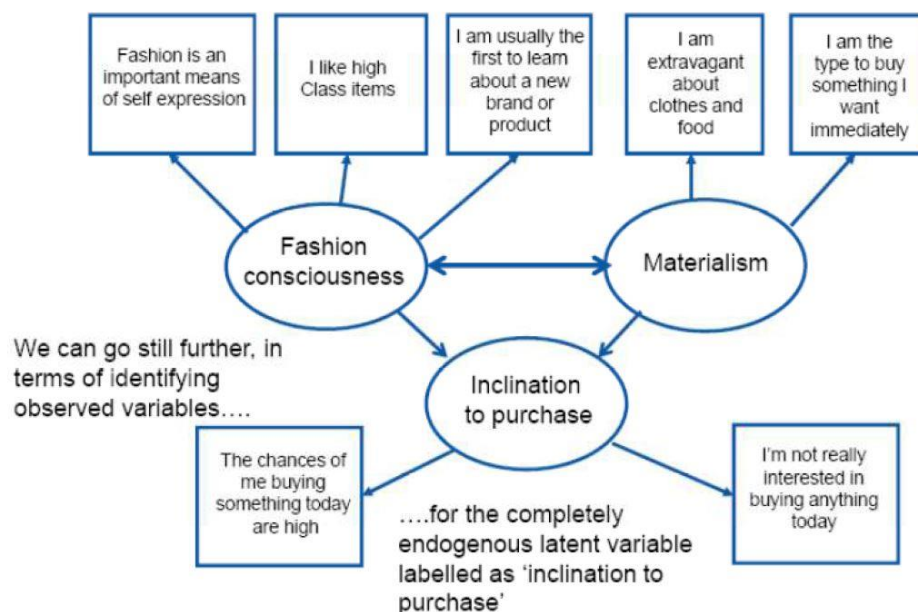 Fashion is an
important means
of self expression
I like high
Class items
I am usually the
first to learn
about a new
brand or
product
I am
extravagant
about
clothes and
food
I am the
type to buy
something I
want
immediately
Fashion
consciousness
Materialism
We can go still further, in
terms of identifying
observed variables….
Inclination
to purchase
The chances of
me buying
something today
are high
I'm not really
interested in
buying anything
today
….for the completely
endogenous latent variable
labelled as ‘inclination to
purchase’